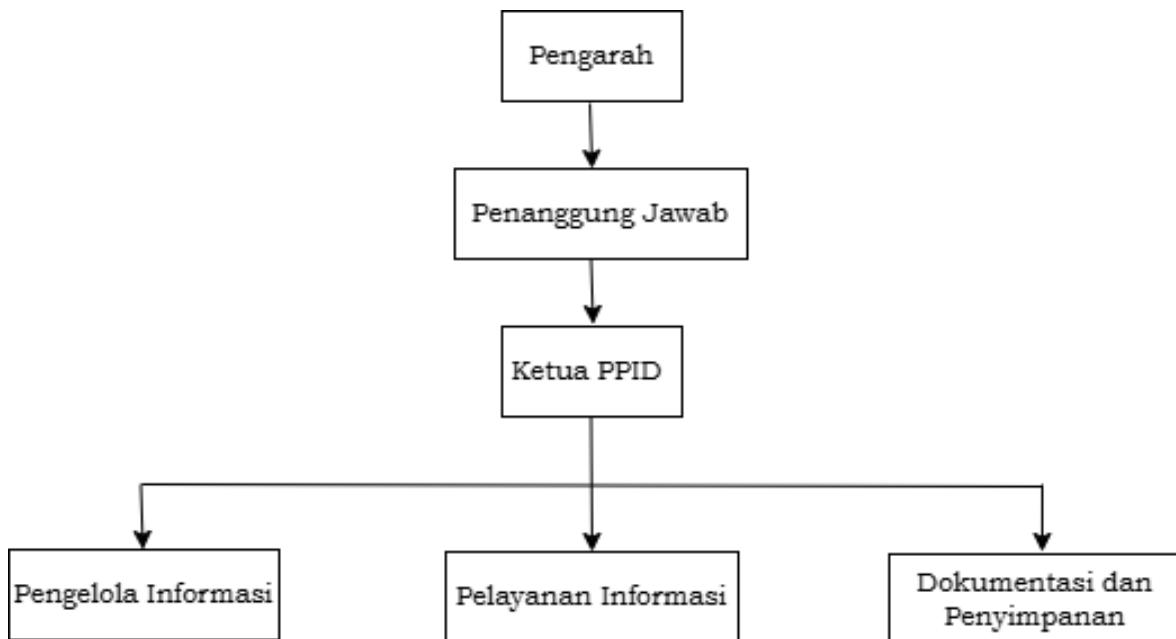 Pengarah
Penanggung Jawab
Ketua PPID
Pengelola Informasi
Pelayanan Informasi
Dokumentasi dan
Penyimpanan